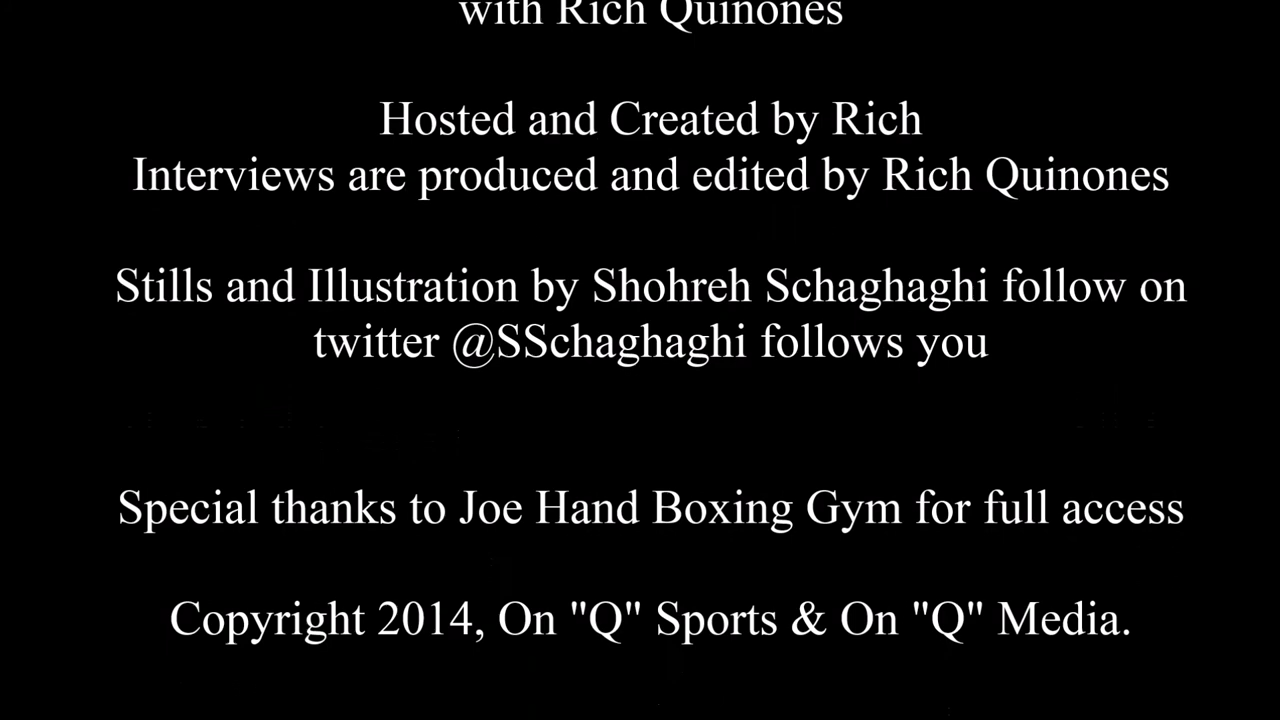 with Rich Quinones
Hosted and Created by Rich
Interviews are produced and edited by Rich Quinones
Stills and Illustration by Shohreh Schaghaghi follow on
twitter @SSchaghaghi follows you
Special thanks to Joe Hand Boxing Gym for full access
Copyright 2014, On "Q" Sports & On "Q" Media.